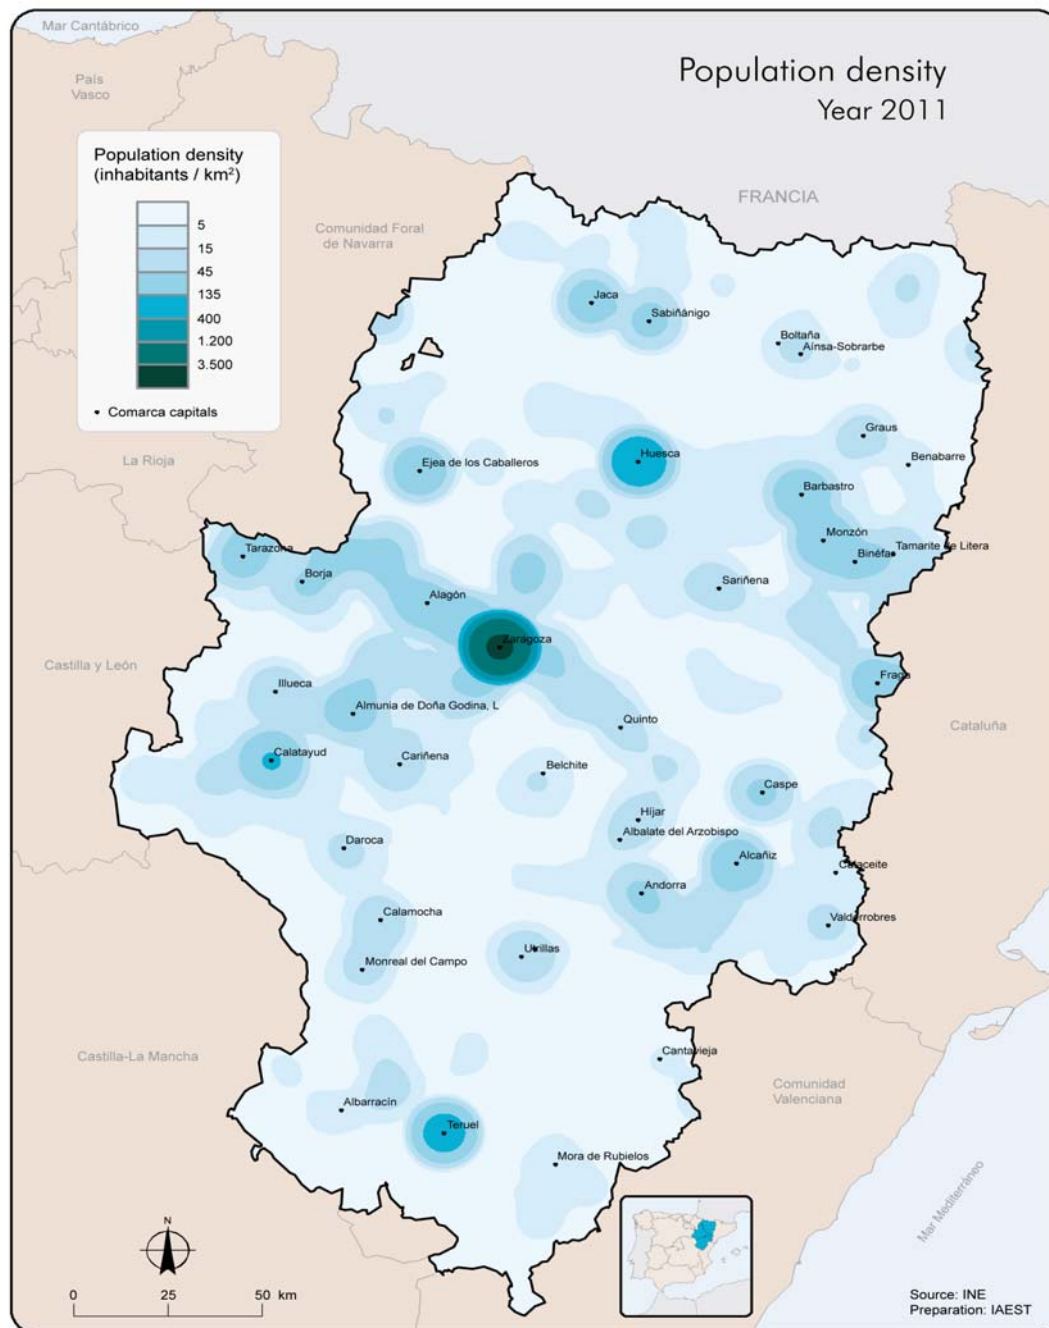 Mar Cantábrico
País
Vasco
Population density
Year 2011
Population density
(inhabitants / km²)
5
15
45
135
400
1.200
3.500
Comarca capitals
FRANCIA
Comunidad Foral
de Navarra
Jaca
Sabiñánigo
Boltaña
Aínsa-Sobrarbe
Graus
La Rioja
Ejea de los Caballeros
Huesca
Benabarre
Barbastro
Monzón
Tamarite de Litera
Binéfar
Tarazona
Borja
Alagón
Sariñena
Zaragoza
Castilla y León
Illueca
Fraga
Almunia de Doña Godina, L
Quinto
Cataluña
Calatayud
Cariñena
Belchite
Caspe
Híjar
Albalate del Arzobispo
Daroca
Alcañiz
Calaceite
Andorra
Calamocha
Valderrobres
Utrillas
Monreal del Campo
Castilla-La Mancha
Cantavieja
Comunidad
Valenciana
Albarracín
Teruel
Mora de Rubielos
Mar Mediterráneo
N
0 25 50 km
Source: INE
Preparation: IAEST